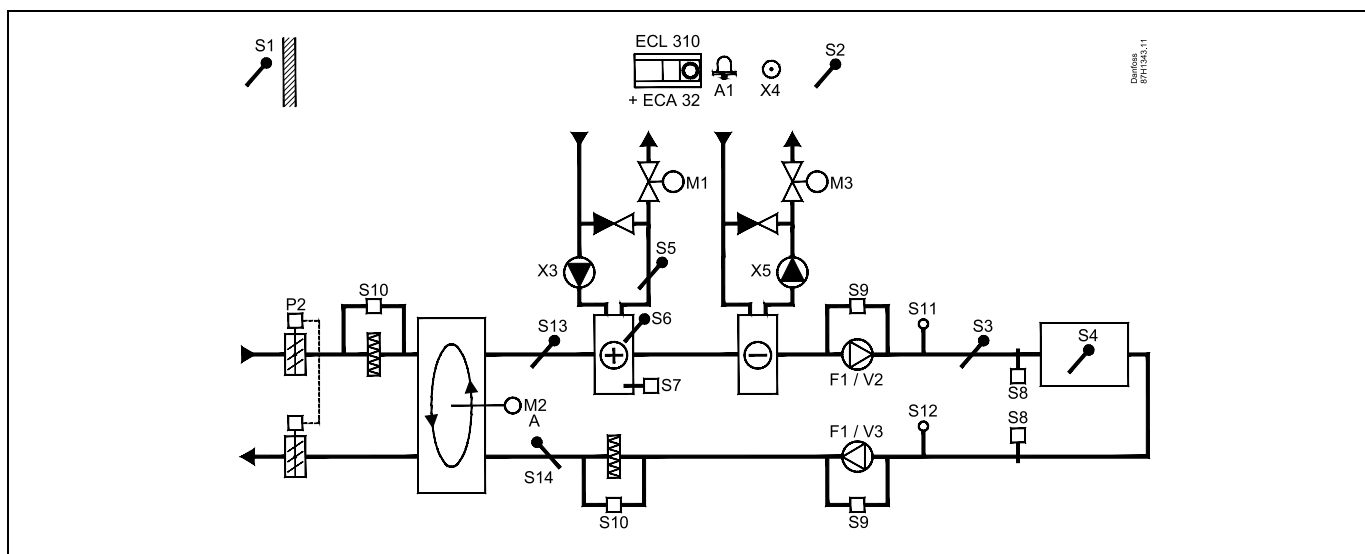 S1
ECL 310
+ ECA 32
A1
X4
S2
Danfoss
87H1343.11
M1
M3
S5
X3
X5
P2
S10
S13
S6
S7
S9
F1 / V2
S11
S3
S8
S4
M2
A
S14
S10
F1 / V3
S9
S12
S8